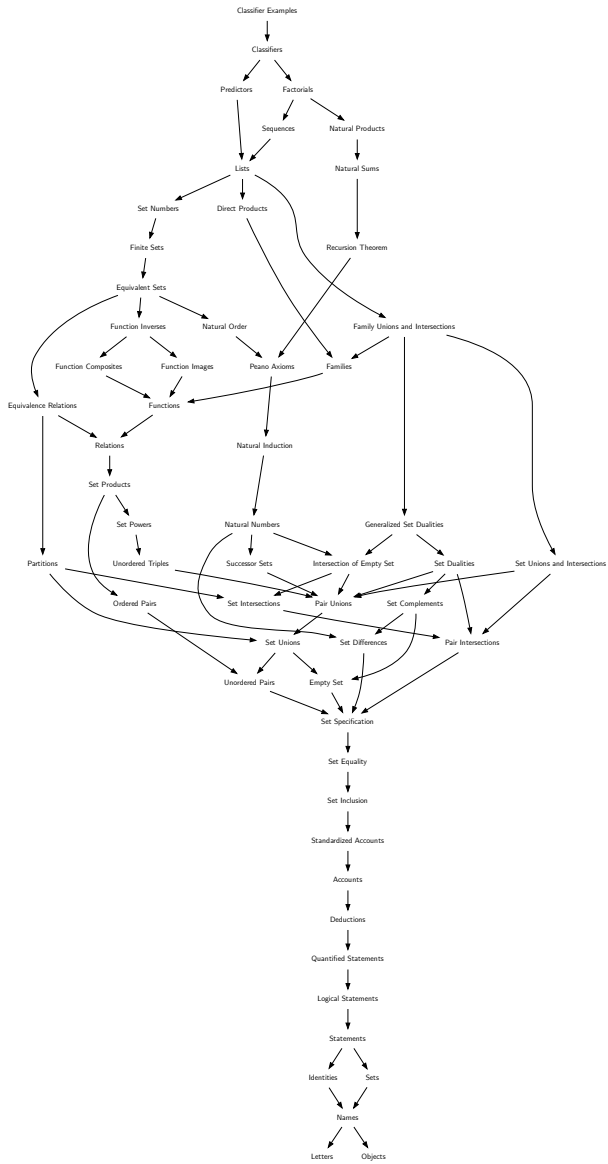 Classifier Examples
Classifiers
Predictors
Factorials
Sequences
Natural Products
Lists
Natural Sums
Set Numbers
Direct Products
Finite Sets
Recursion Theorem
Equivalent Sets
Function Inverses
Natural Order
Family Unions and Intersections
Function Composites
Function Images
Peano Axioms
Families
Equivalence Relations
Functions
Relations
Natural Induction
Set Products
Set Powers
Natural Numbers
Generalized Set Dualities
Partitions
Unordered Triples
Successor Sets
Intersection of Empty Set
Set Dualities
Set Unions and Intersections
Ordered Pairs
Set Intersections
Pair Unions
Set Complements
Set Unions
Set Differences
Pair Intersections
Unordered Pairs
Empty Set
Set Specification
Set Equality
Set Inclusion
Standardized Accounts
Accounts
Deductions
Quantified Statements
Logical Statements
Statements
Identities
Sets
Names
Letters
Objects